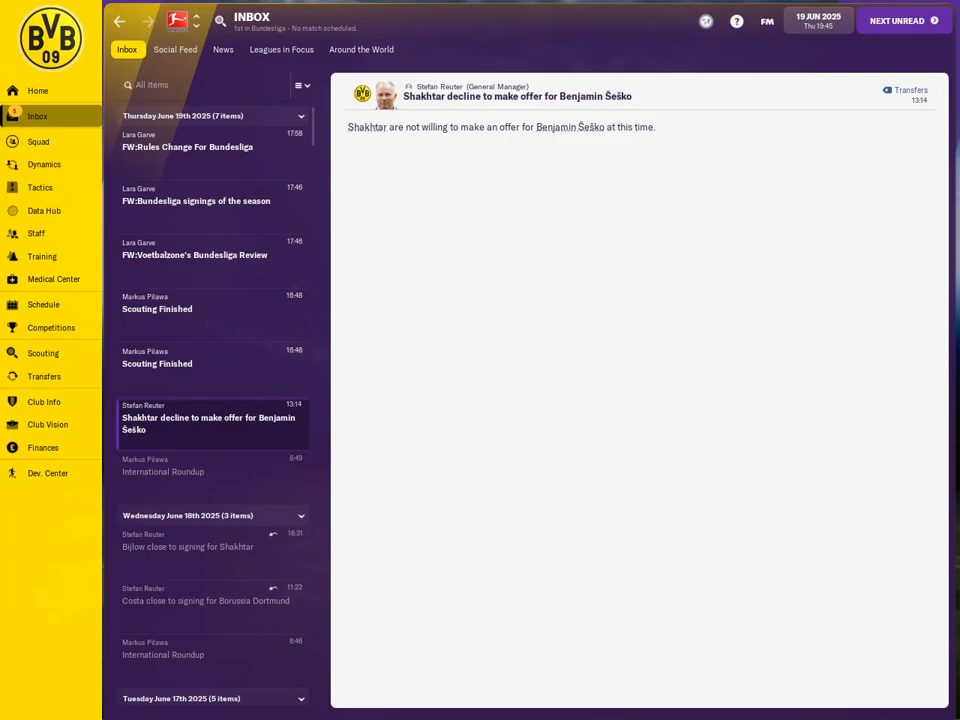 BVB
09
INBOX
1st in Bundesliga - No match scheduled.
FM
19 JUN 2025
Thu 19:45
NEXT UNREAD
Inbox
Social Feed
News
Leagues in Focus
Around the World
Home
5
Inbox
Squad
Dynamics
Tactics
Data Hub
Staff
Training
Medical Center
Schedule
Competitions
Scouting
Transfers
Club Info
Club Vision
Finances
Dev. Center
All Items
Thursday June 19th 2025 (7 items)
Lara Garve 17:58
FW:Rules Change For Bundesliga
Lara Garve 17:46
FW:Bundesliga signings of the season
Lara Garve 17:46
FW:Voetbalzone's Bundesliga Review
Markus Pilawa 16:48
Scouting Finished
Markus Pilawa 16:46
Scouting Finished
Stefan Reuter 13:14
Shakhtar decline to make offer for Benjamin
Šeško
Markus Pilawa 8:49
International Roundup
Wednesday June 18th 2025 (3 items)
Stefan Reuter 16:31
Bijlow close to signing for Shakhtar
Stefan Reuter 11:22
Costa close to signing for Borussia Dortmund
Markus Pilawa 8:46
International Roundup
Tuesday June 17th 2025 (5 items)
Stefan Reuter (General Manager)
Shakhtar decline to make offer for Benjamin Šeško
Transfers
13:14
Shakhtar are not willing to make an offer for Benjamin Šeško at this time.